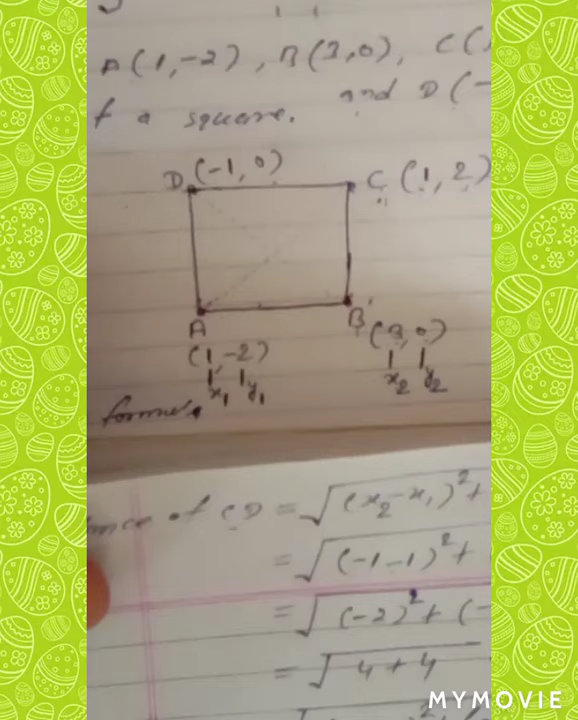 A(1,-2), B(3,0), C(
f a square. and D(-
D(-1,0)
C(1,2)
A
(1,-2)
x₁ y₁
B
(3,0)
x₂ y₂
of CD = √(x₂-x₁)²+
= √(-1-1)²+
= √(-2)²+(-
= √4+4
MYMOVIE